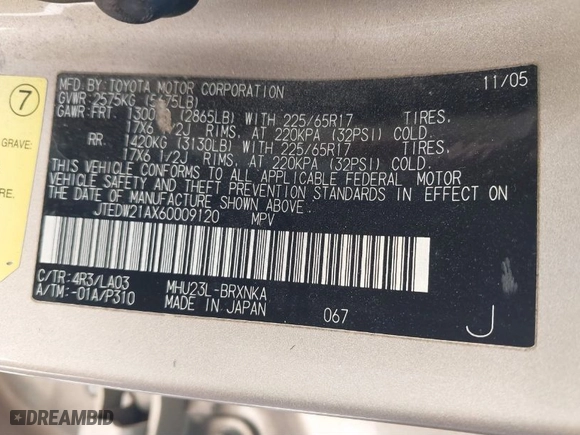 7
GRAVE:
RE.
MFD. BY: TOYOTA MOTOR CORPORATION 11/05
GVWR: 2575KG LB)
GAWR: FRT. 1300 (2865LB) WITH 225/65R17 TIRES,
17X6 1/2J RIMS, AT 220KPA (32PSI) COLD.
RR. 1420KG (3130LB) WITH 225/65R17 TIRES,
17X6 1/2J RIMS, AT 220KPA (32PSI) COLD.
THIS VEHICLE CONFORMS TO ALL APPLICABLE FEDERAL MOTOR
VEHICLE SAFETY AND THEFT PREVENTION STANDARDS IN EFFECT ON
THE DATE OF MANUFACTURE SHOWN ABOVE.
JTEDW21AX60009120 MPV
C/TR: 4R3/LA03 MHU23L-BRXNKA
A/TM: -01A/P310 MADE IN JAPAN 067 J
DREAMBID